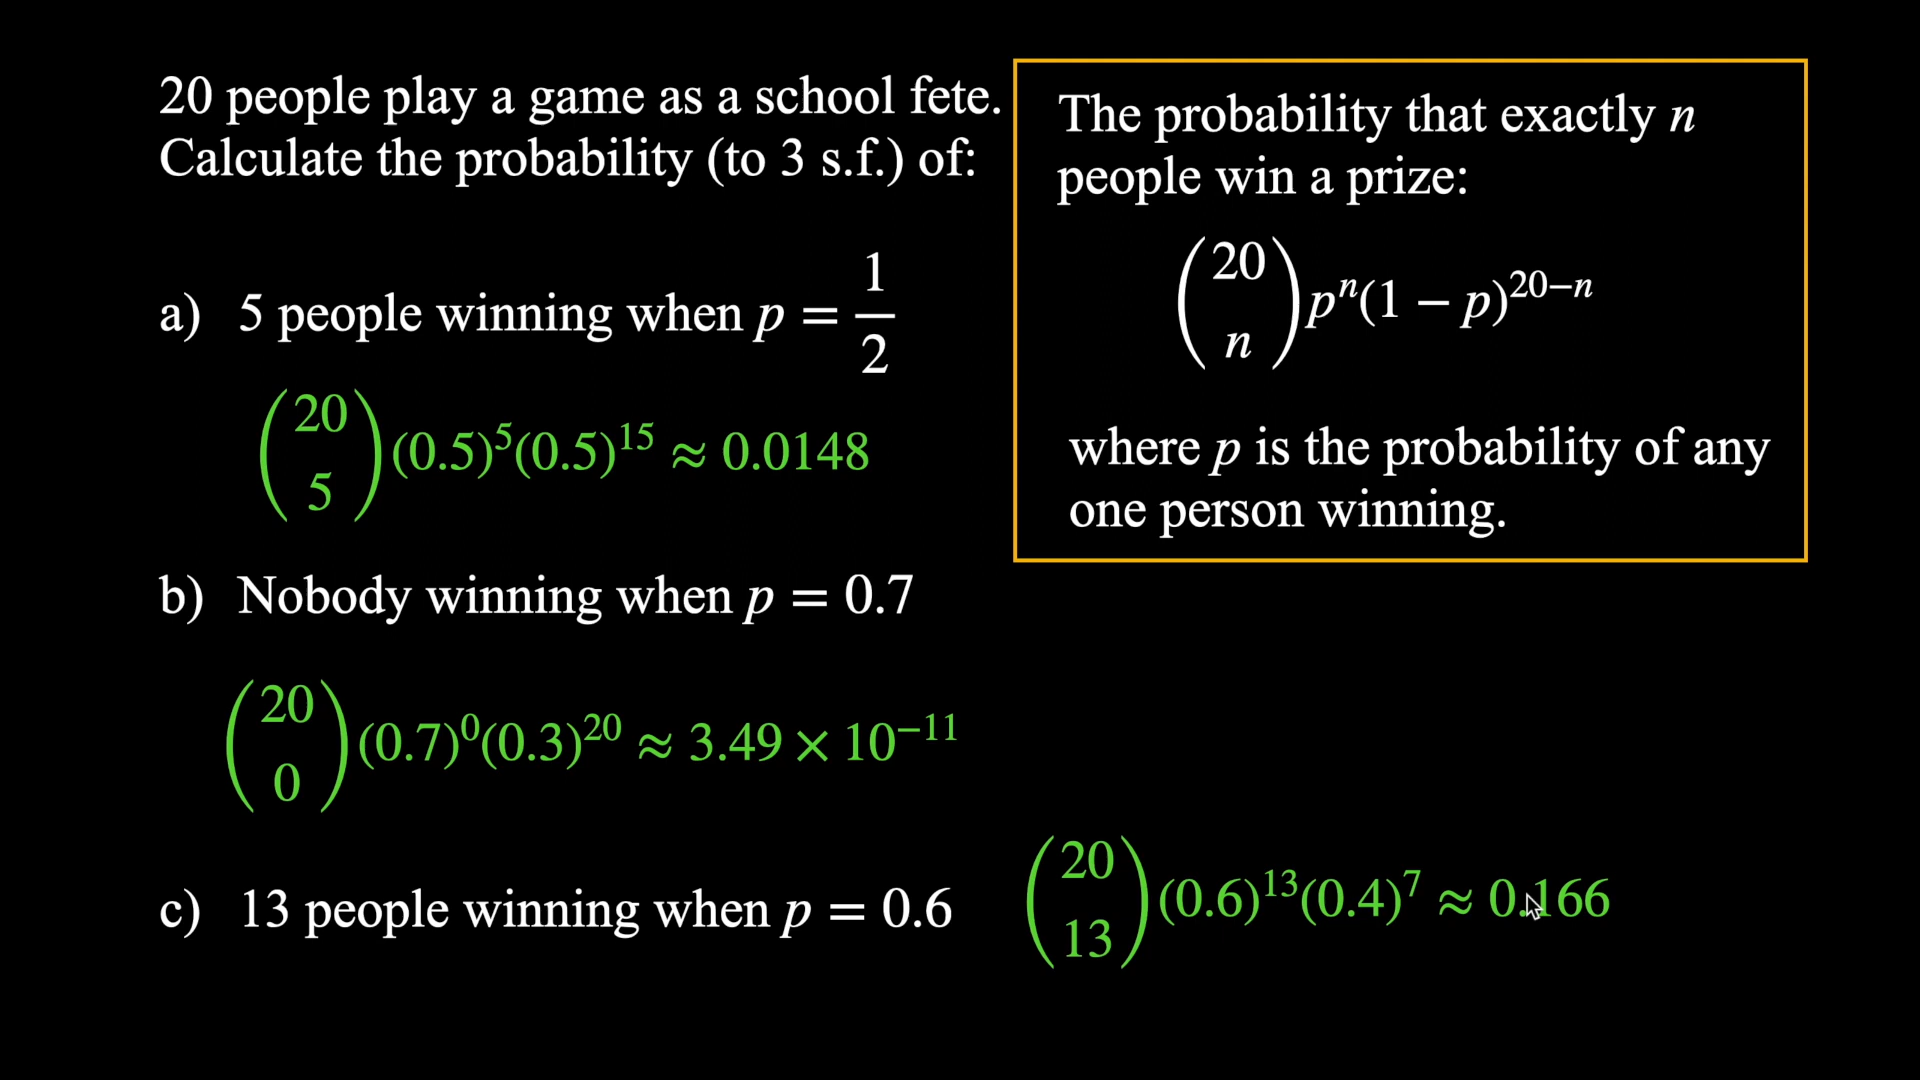 20 people play a game as a school fete.
Calculate the probability (to 3 s.f.) of:
a) 5 people winning when p = 1/2
(20 5)(0.5)^5(0.5)^15 ≈ 0.0148
b) Nobody winning when p = 0.7
(20 0)(0.7)^0(0.3)^20 ≈ 3.49 × 10^−11
c) 13 people winning when p = 0.6
(20 13)(0.6)^13(0.4)^7 ≈ 0.166
The probability that exactly n
people win a prize:
(20 n)p^n(1 − p)^20−n
where p is the probability of any
one person winning.